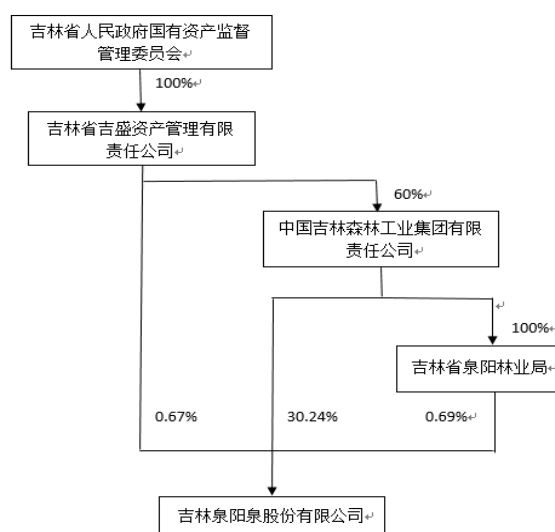 吉林省人民政府国有资产监督
管理委员会
100%
吉林省吉盛资产管理有限
责任公司
60%
中国吉林森林工业集团有限
责任公司
100%
吉林省泉阳林业局
0.67%
30.24%
0.69%
吉林泉阳泉股份有限公司